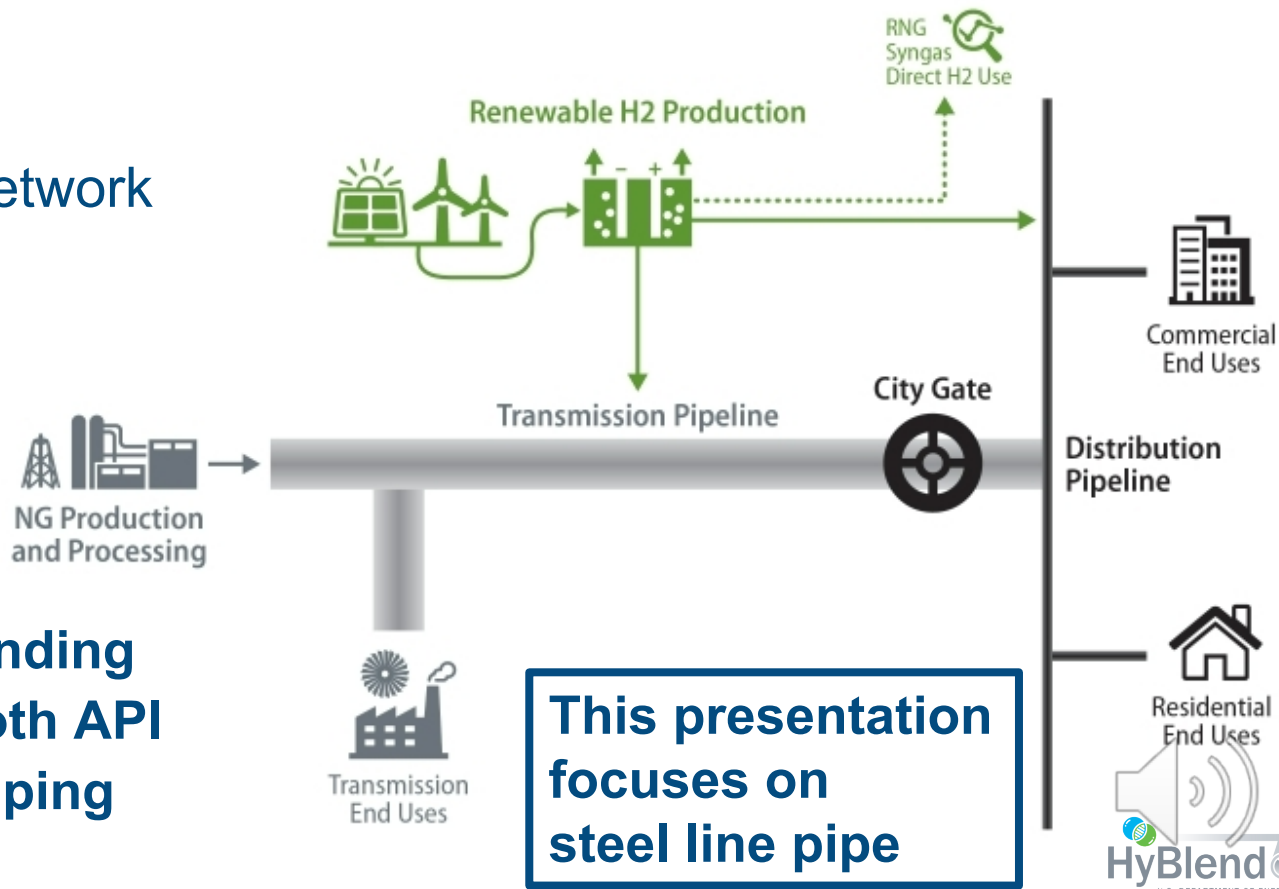 RNG
Syngas
Direct H2 Use
Renewable H2 Production
etwork
- +
Commercial
End Uses
City Gate
Transmission Pipeline
Distribution
Pipeline
NG Production
and Processing
nding
oth API
ping
Transmission
End Uses
This presentation
focuses on
steel line pipe
Residential
End Uses
HyBlend